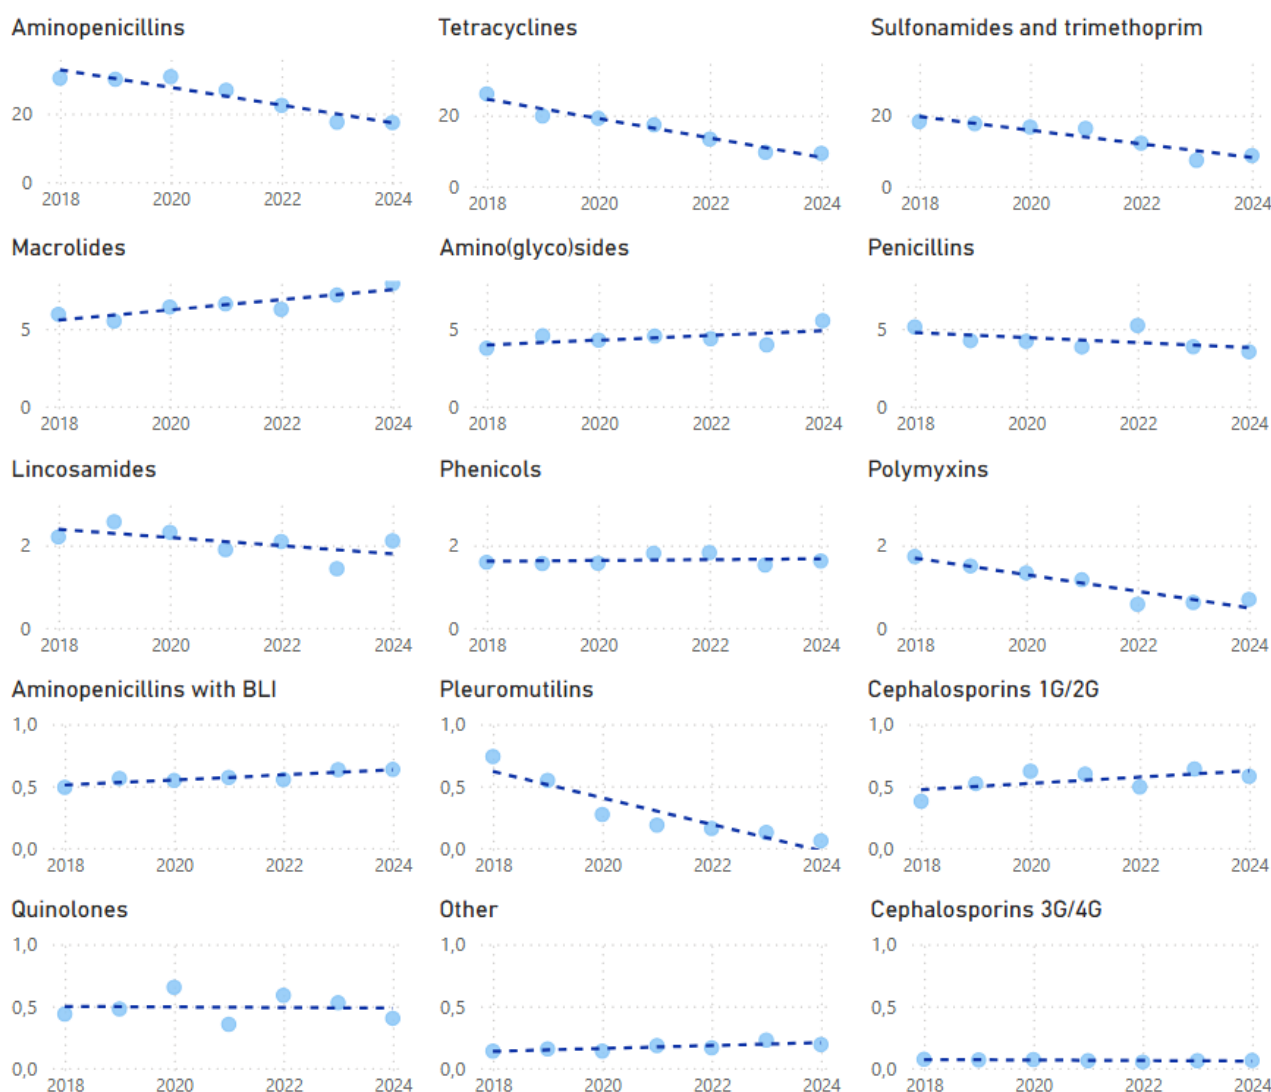 Aminopenicillins
20
0
2018 2020 2022 2024
Tetracyclines
20
0
2018 2020 2022 2024
Sulfonamides and trimethoprim
20
0
2018 2020 2022 2024
Macrolides
5
0
2018 2020 2022 2024
Amino(glyco)sides
5
0
2018 2020 2022 2024
Penicillins
5
0
2018 2020 2022 2024
Lincosamides
2
0
2018 2020 2022 2024
Phenicols
2
0
2018 2020 2022 2024
Polymyxins
2
0
2018 2020 2022 2024
Aminopenicillins with BLI
1,0
0,5
0,0
2018 2020 2022 2024
Pleuromutilins
1,0
0,5
0,0
2018 2020 2022 2024
Cephalosporins 1G/2G
1,0
0,5
0,0
2018 2020 2022 2024
Quinolones
1,0
0,5
0,0
2018 2020 2022 2024
Other
1,0
0,5
0,0
2018 2020 2022 2024
Cephalosporins 3G/4G
1,0
0,5
0,0
2018 2020 2022 2024